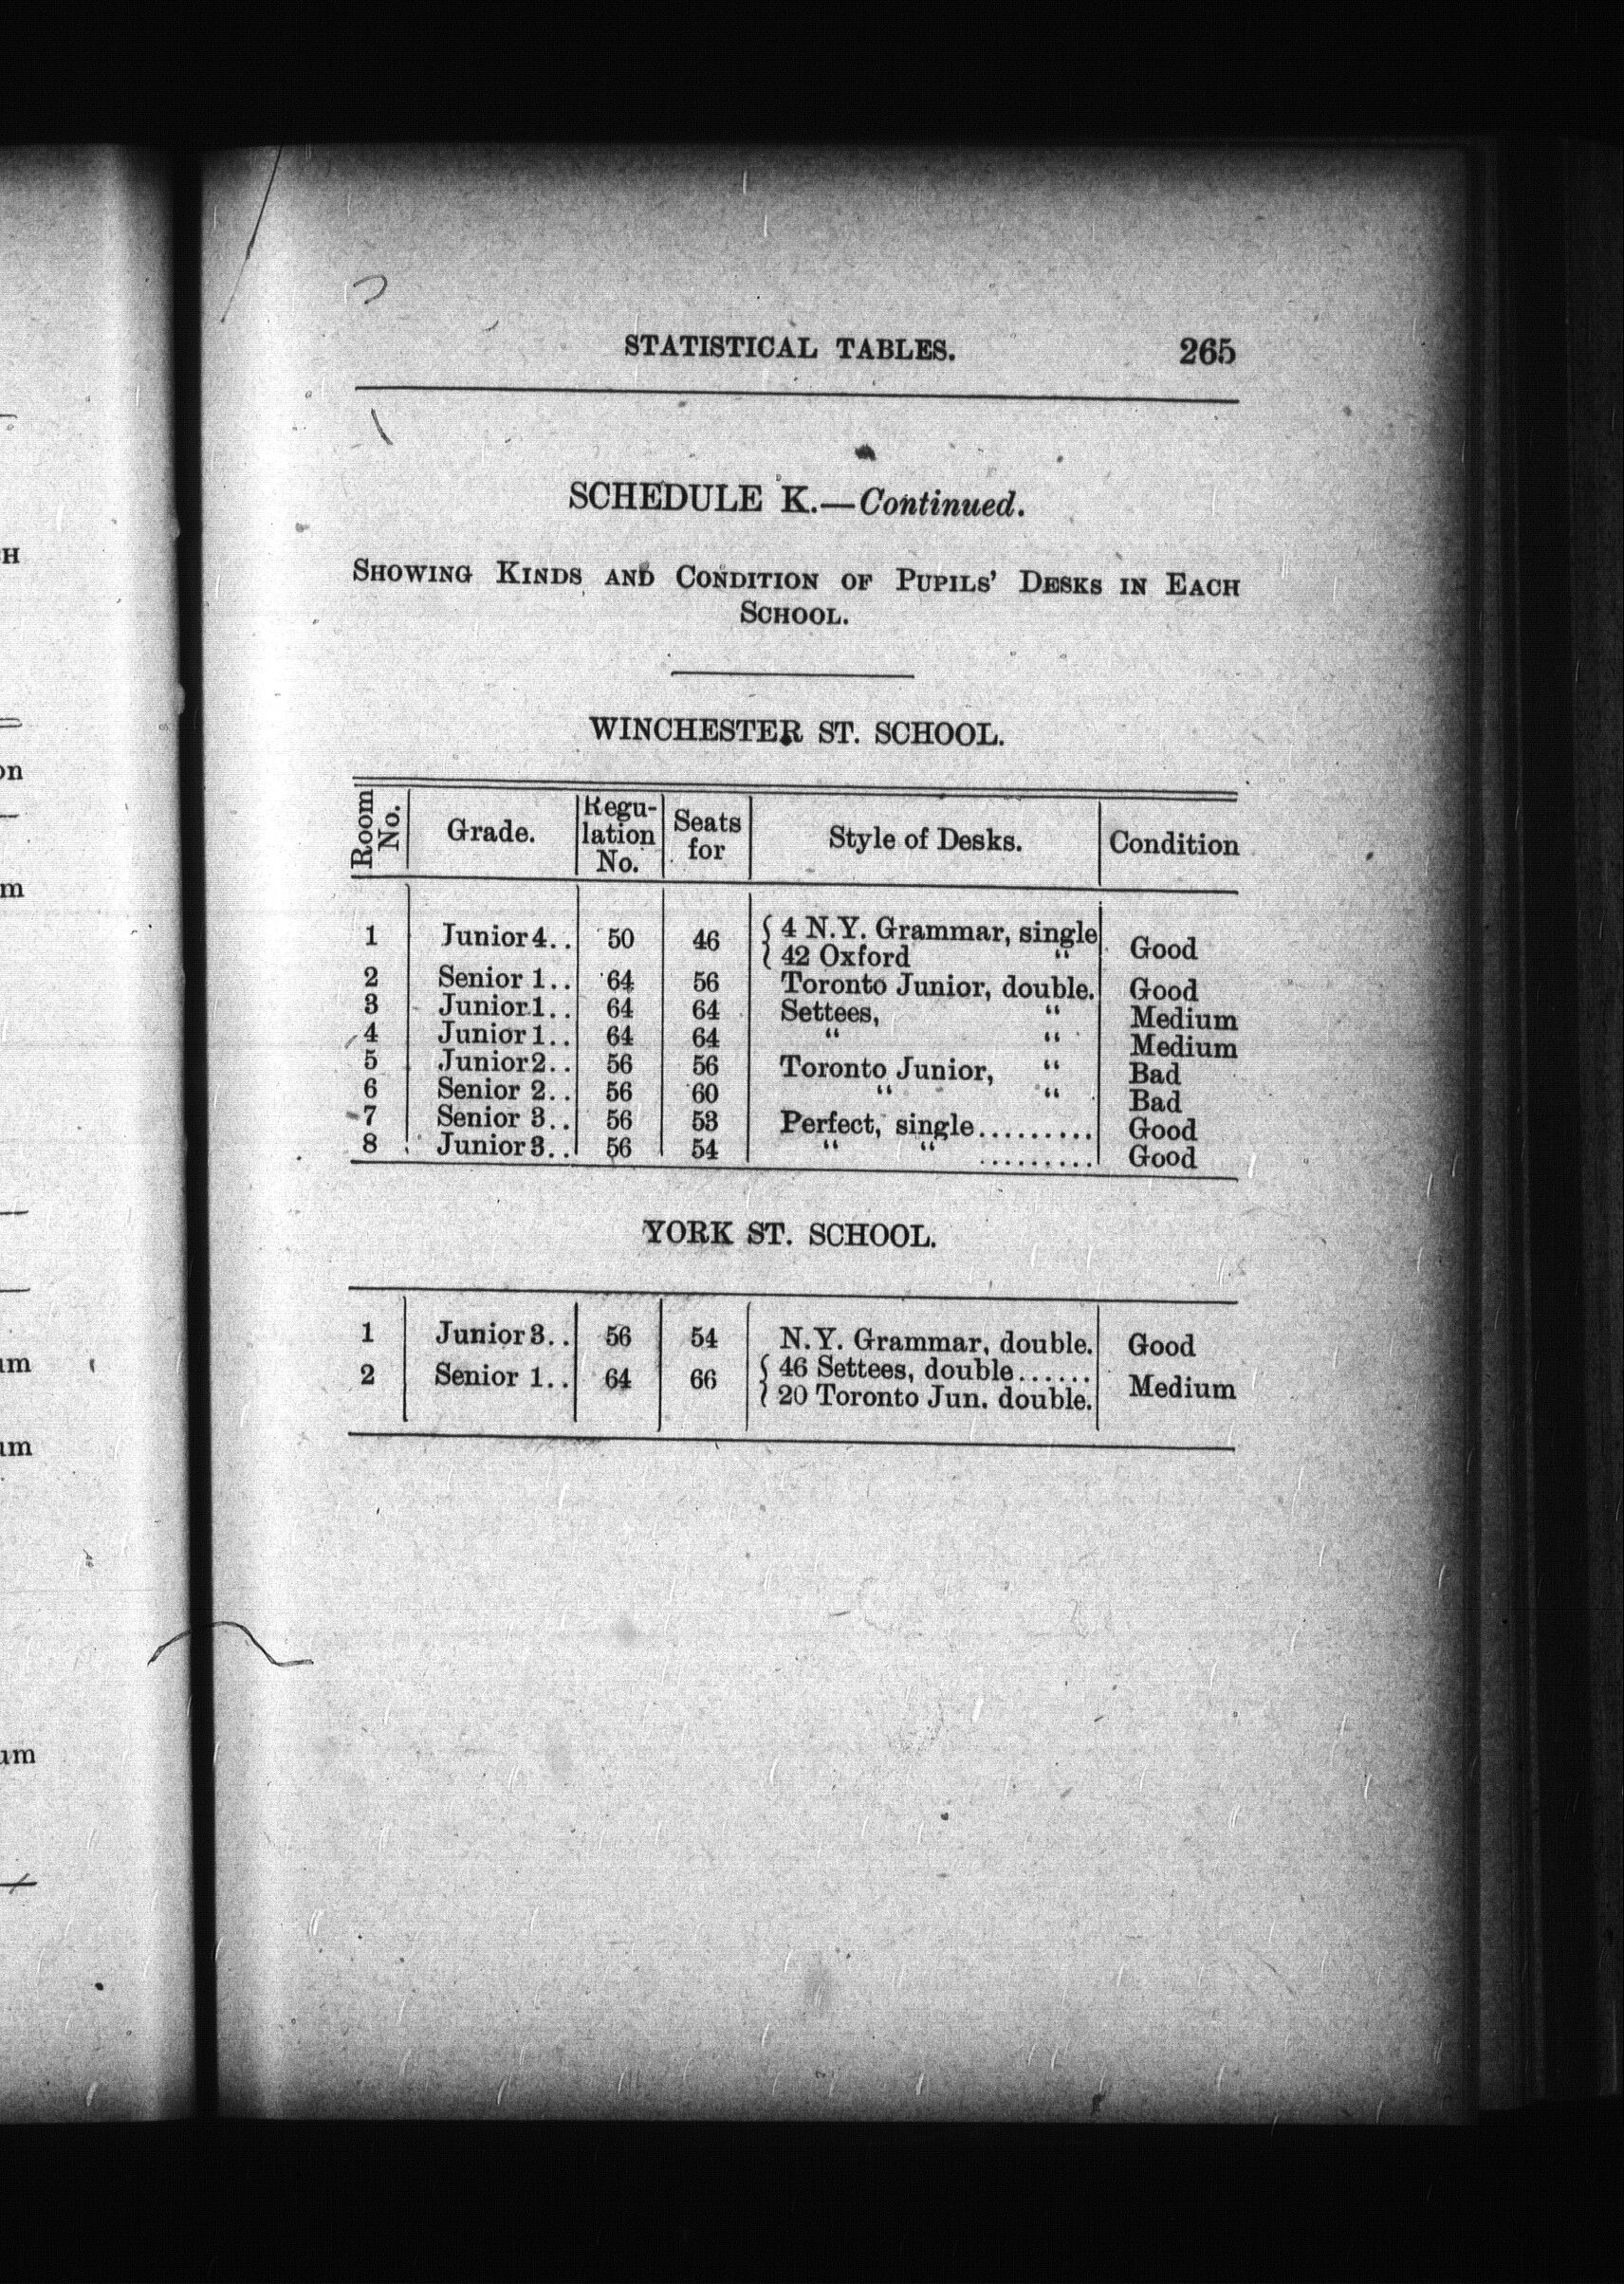 STATISTICAL TABLES. 265
SCHEDULE K.—Continued.
SHOWING KINDS AND CONDITION OF PUPILS' DESKS IN EACH
SCHOOL.
WINCHESTER ST. SCHOOL.
Room No. | Grade. | Regulation No. | Seats for | Style of Desks. | Condition
1 | Junior 4.. | 50 | 46 | { 4 N.Y. Grammar, single | Good
{ 42 Oxford “
2 | Senior 1.. | 64 | 56 | Toronto Junior, double. | Good
3 | Junior 1.. | 64 | 64 | Settees, “ | Medium
4 | Junior 1.. | 64 | 64 | “ “ | Medium
5 | Junior 2.. | 56 | 56 | Toronto Junior, “ | Bad
6 | Senior 2.. | 56 | 60 | “ “ | Bad
7 | Senior 3.. | 56 | 53 | Perfect, single......... | Good
8 | Junior 3.. | 56 | 54 | “ “ ......... | Good
YORK ST. SCHOOL.
1 | Junior 3.. | 56 | 54 | N.Y. Grammar, double. | Good
2 | Senior 1.. | 64 | 66 | { 46 Settees, double...... | Medium
{ 20 Toronto Jun. double.